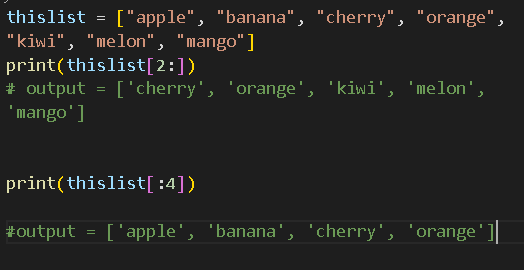 thislist = ["apple", "banana", "cherry", "orange",
"kiwi", "melon", "mango"]
print(thislist[2:])
# output = ['cherry', 'orange', 'kiwi', 'melon',
'mango']
print(thislist[:4])
#output = ['apple', 'banana', 'cherry', 'orange']